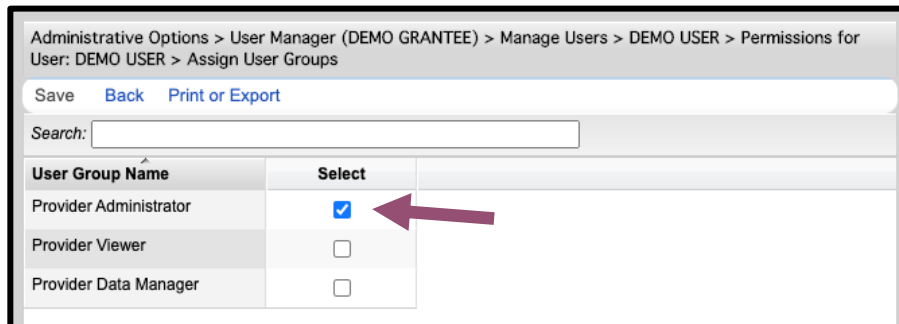 Administrative Options > User Manager (DEMO GRANTEE) > Manage Users > DEMO USER > Permissions for
User: DEMO USER > Assign User Groups
Save Back Print or Export
Search:
User Group Name Select
Provider Administrator
Provider Viewer
Provider Data Manager